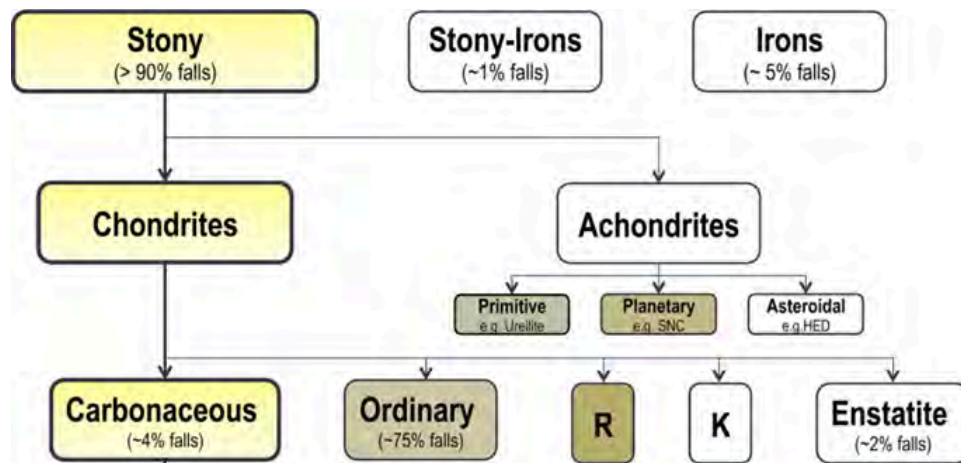 Stony
(> 90% falls)
Stony-Irons
(~1% falls)
Irons
(~ 5% falls)
Chondrites
Achondrites
Primitive
e.g. Ureilite
Planetary
e.g. SNC
Asteroidal
e.g.HED
Carbonaceous
(~4% falls)
Ordinary
(~75% falls)
R
K
Enstatite
(~2% falls)